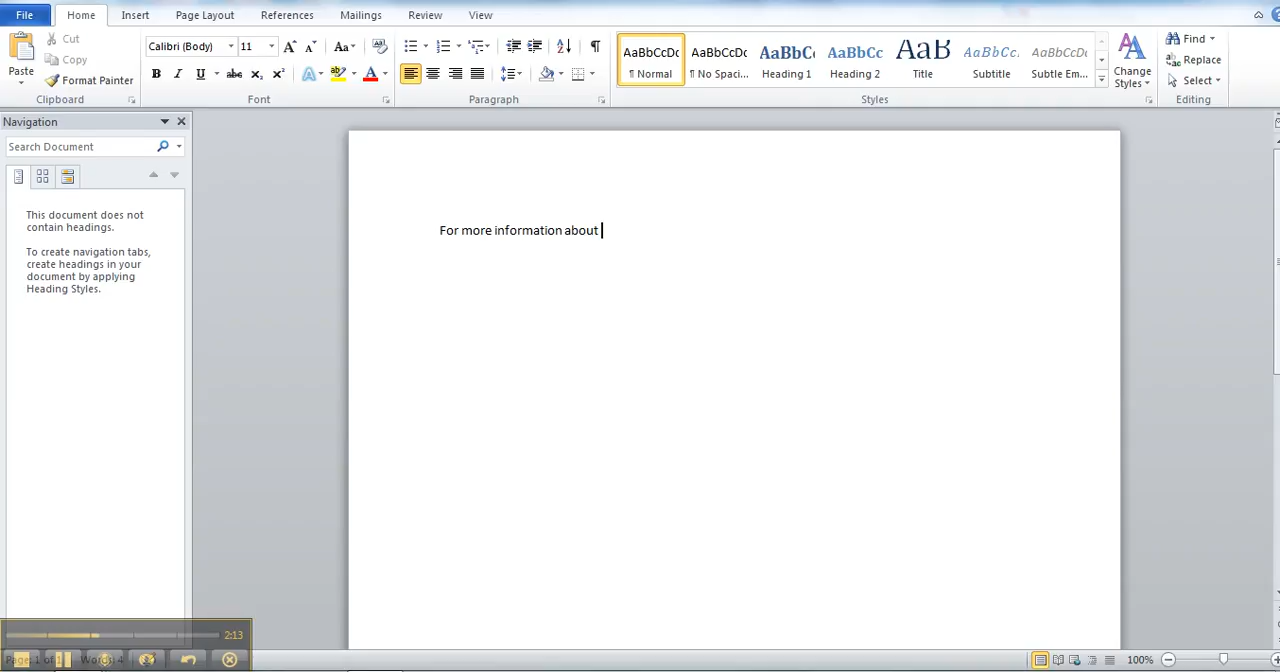 File Home Insert Page Layout References Mailings Review View
Paste
Cut
Copy
Format Painter
Clipboard
Calibri (Body) 11
Font
Paragraph
AaBbCcDc AaBbCcDc AaBbCc AaBbCc AaB AaBbCc. AaBbCcDc
¶ Normal ¶ No Spaci... Heading 1 Heading 2 Title Subtitle Subtle Em...
Change
Styles
Styles
Find
Replace
Select
Editing
Navigation
Search Document
This document does not
contain headings.
To create navigation tabs,
create headings in your
document by applying
Heading Styles.
For more information about
2:13
Page: 1 of 1 Words: 4
100%